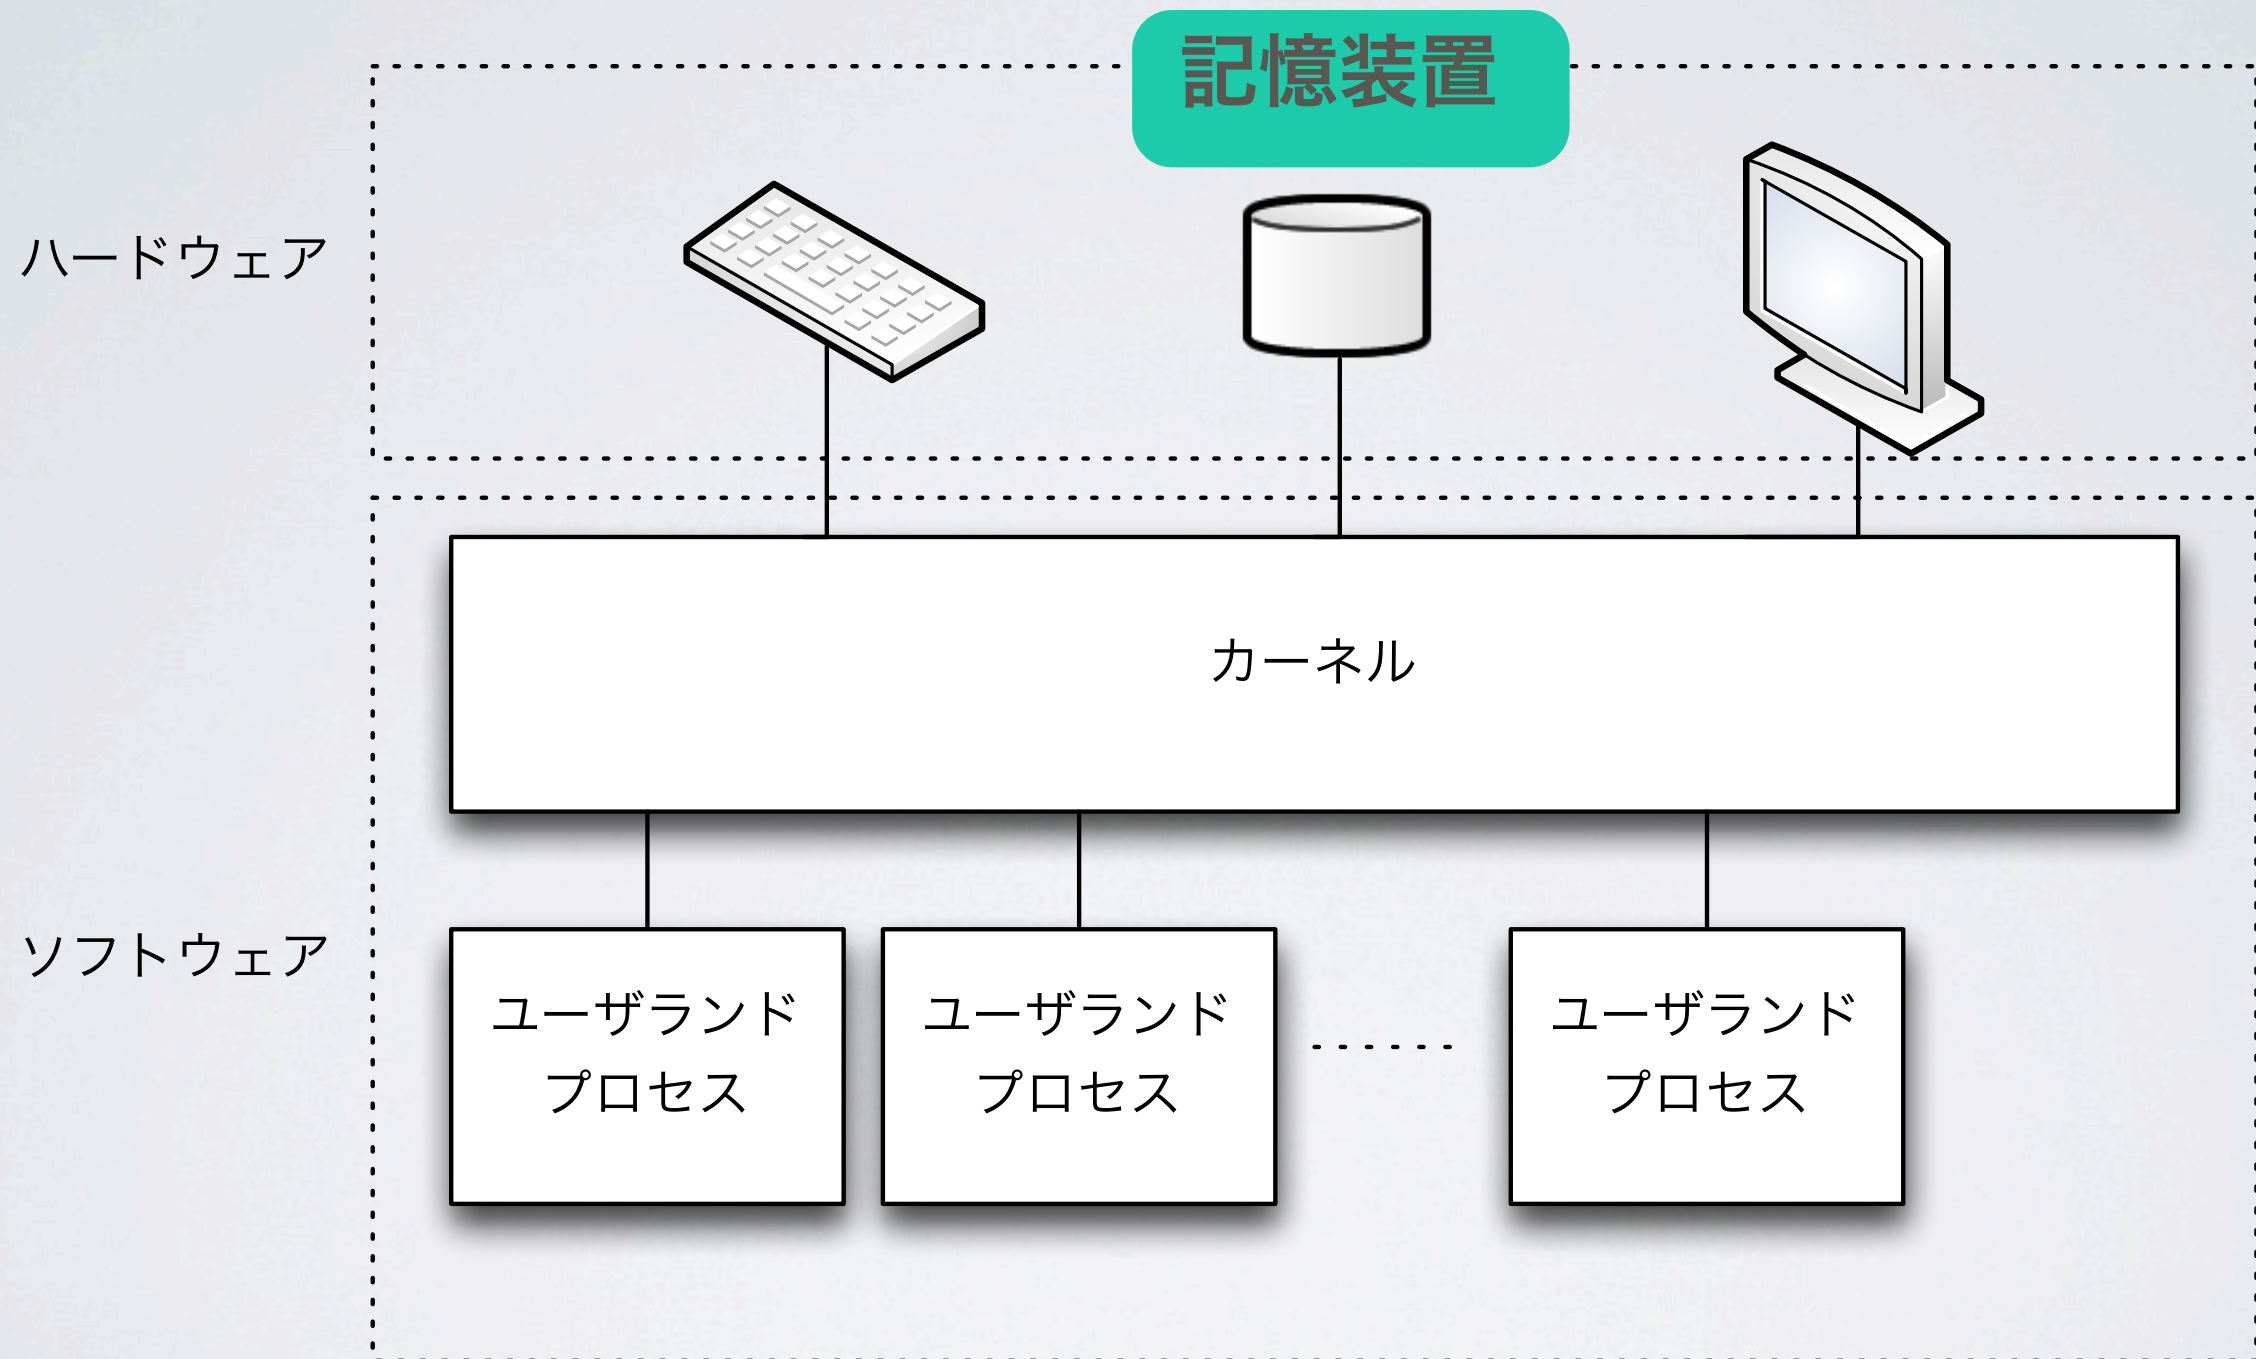 記憶装置
ハードウェア
カーネル
ソフトウェア
ユーザランド
プロセス
ユーザランド
プロセス
ユーザランド
プロセス